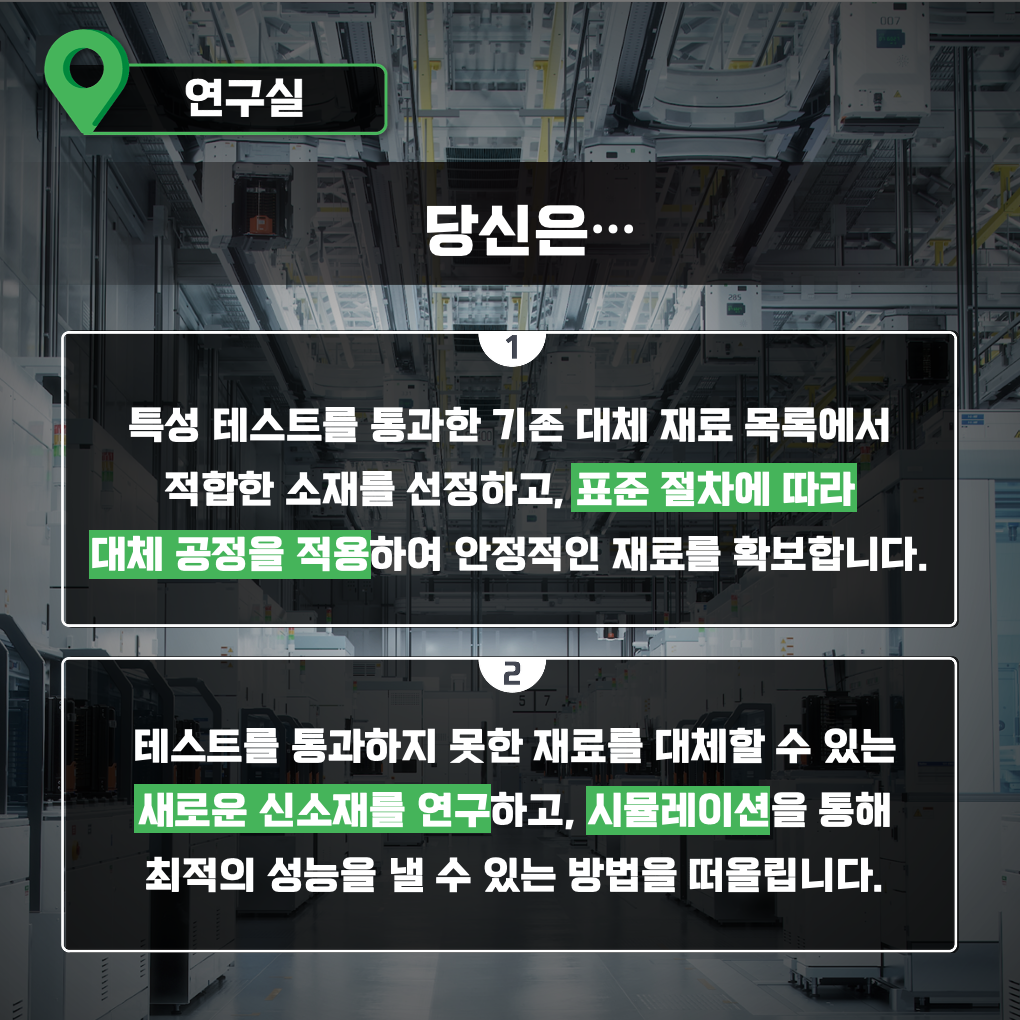 연구실
007
285
당신은…
1
특성 테스트를 통과한 기존 대체 재료 목록에서
적합한 소재를 선정하고, 표준 절차에 따라
대체 공정을 적용하여 안정적인 재료를 확보합니다.
2
5 7
테스트를 통과하지 못한 재료를 대체할 수 있는
새로운 신소재를 연구하고, 시뮬레이션을 통해
최적의 성능을 낼 수 있는 방법을 떠올립니다.